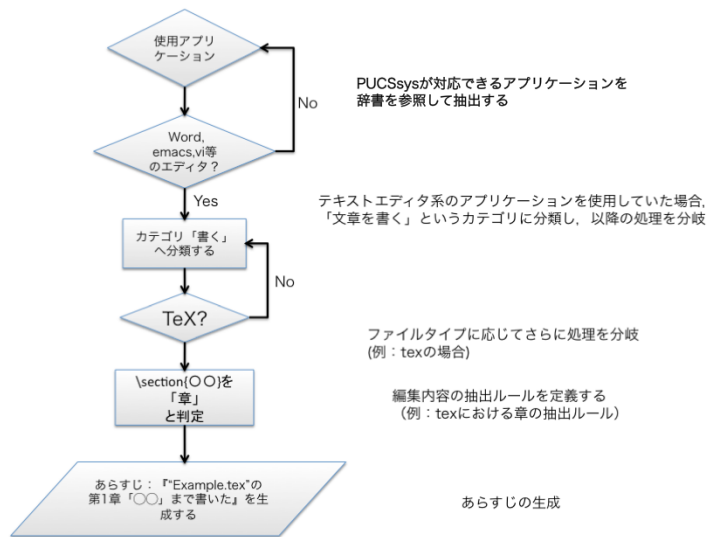 使用アプリ
ケーション
No
PUCSsysが対応できるアプリケーションを
辞書を参照して抽出する
Word,
emacs,vi等
のエディタ？
Yes
テキストエディタ系のアプリケーションを使用していた場合,
「文章を書く」というカテゴリに分類し，以降の処理を分岐
カテゴリ「書く」
へ分類する
No
TeX?
ファイルタイプに応じてさらに処理を分岐
(例：texの場合)
\section{〇〇}を
「章」
と判定
編集内容の抽出ルールを定義する
（例：texにおける章の抽出ルール）
あらすじ：『"Example.tex"の
第1章「◯◯」まで書いた』を生
成する
あらすじの生成